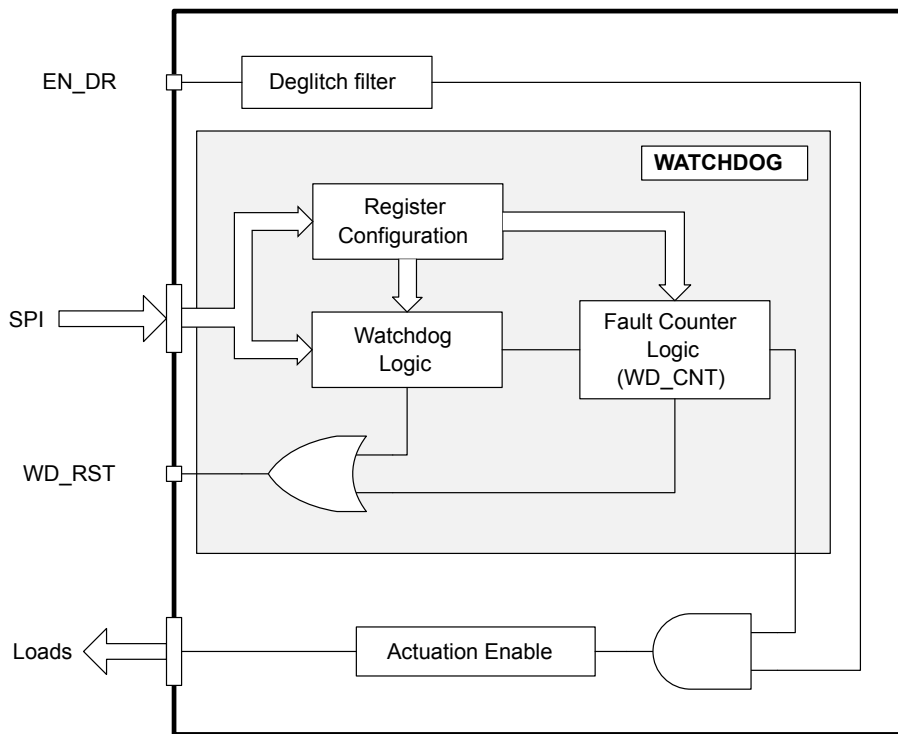 EN_DR
Deglitch filter
WATCHDOG
Register
Configuration
SPI
Watchdog
Logic
Fault Counter
Logic
(WD_CNT)
WD_RST
Loads
Actuation Enable